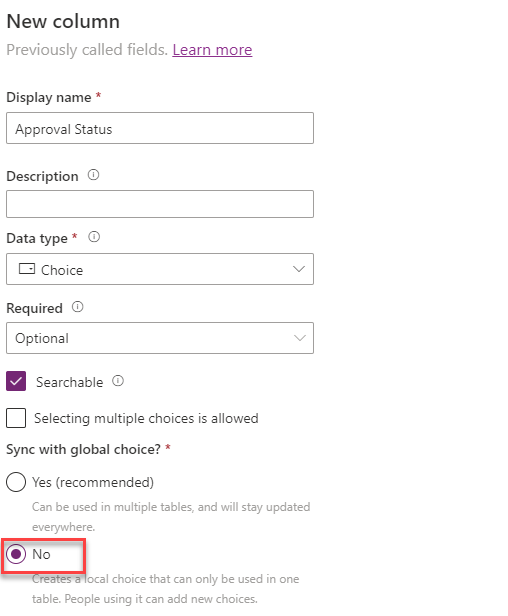 New column
Previously called fields. Learn more
Display name *
Approval Status
Description
Data type *
Choice
Required
Optional
Searchable
Selecting multiple choices is allowed
Sync with global choice? *
Yes (recommended)
Can be used in multiple tables, and will stay updated
everywhere.
No
Creates a local choice that can only be used in one
table. People using it can add new choices.